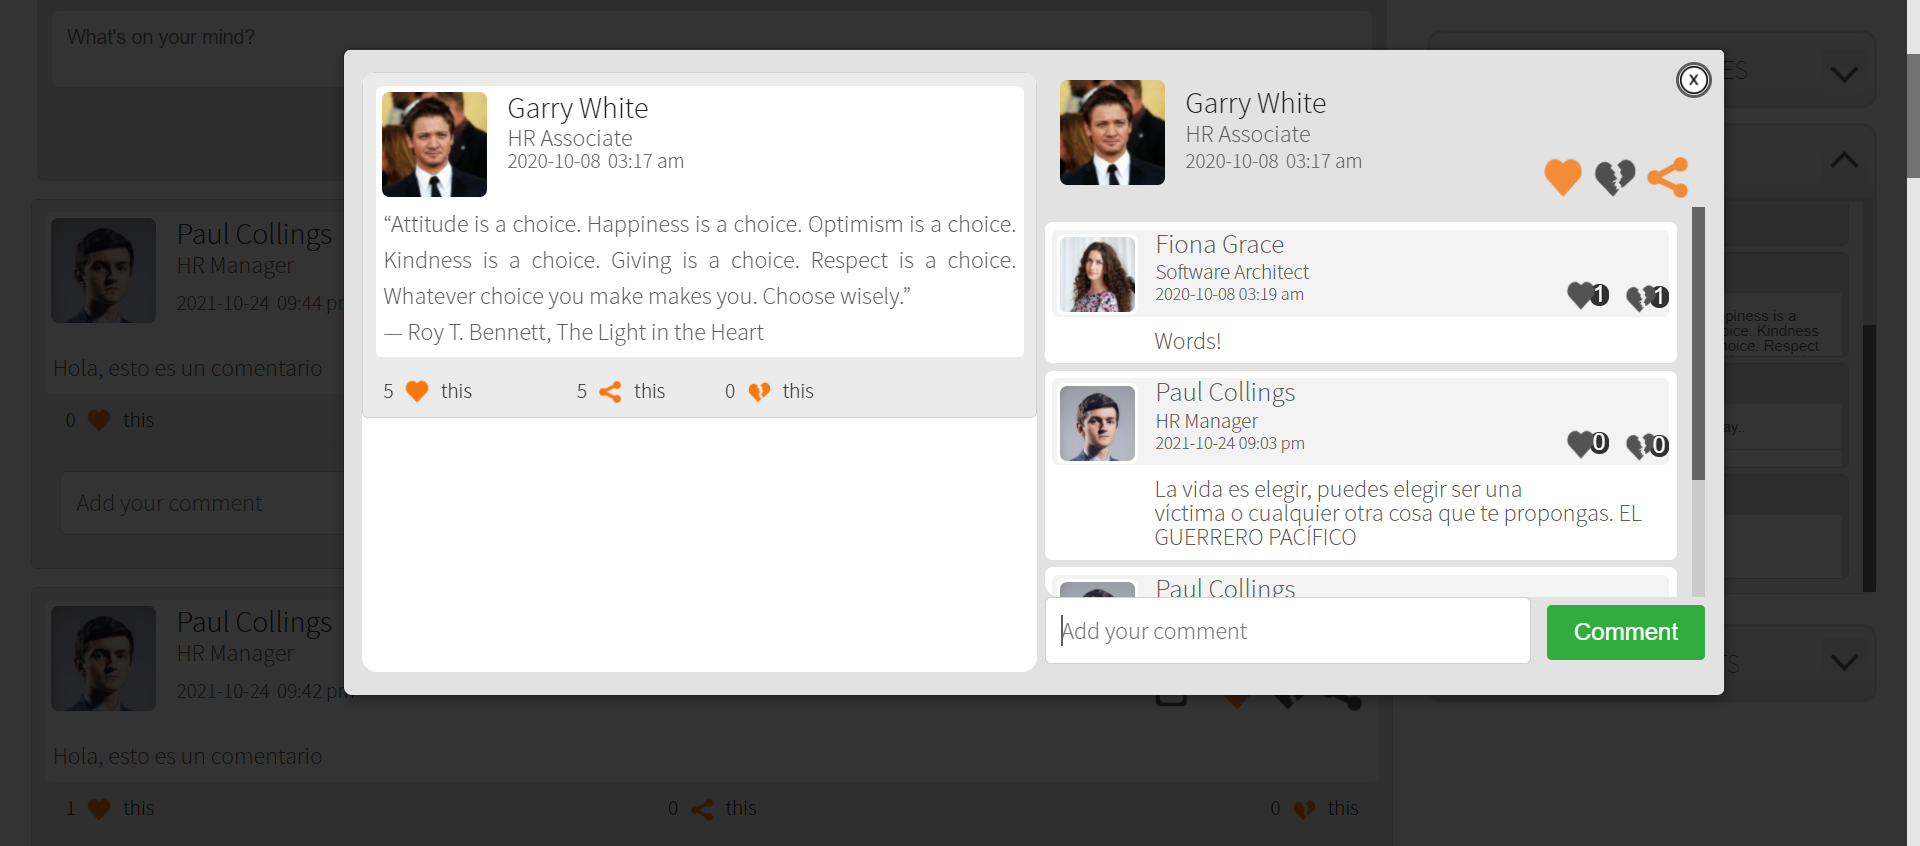 What's on your mind?
Paul Collings
HR Manager
2021-10-24 09:44 pm
Hola, esto es un comentario
0 this
Add your comment
Paul Collings
HR Manager
2021-10-24 09:42 pm
Hola, esto es un comentario
1 this
0 this
0 this
Garry White
HR Associate
2020-10-08 03:17 am
“Attitude is a choice. Happiness is a choice. Optimism is a choice.
Kindness is a choice. Giving is a choice. Respect is a choice.
Whatever choice you make makes you. Choose wisely.”
— Roy T. Bennett, The Light in the Heart
5 this
5 this
0 this
Garry White
HR Associate
2020-10-08 03:17 am
x
Fiona Grace
Software Architect
2020-10-08 03:19 am
1
1
Words!
Paul Collings
HR Manager
2021-10-24 09:03 pm
0
0
La vida es elegir, puedes elegir ser una
víctima o cualquier otra cosa que te propongas. EL
GUERRERO PACÍFICO
Paul Collings
Add your comment
Comment
is a
Kindness
Respect